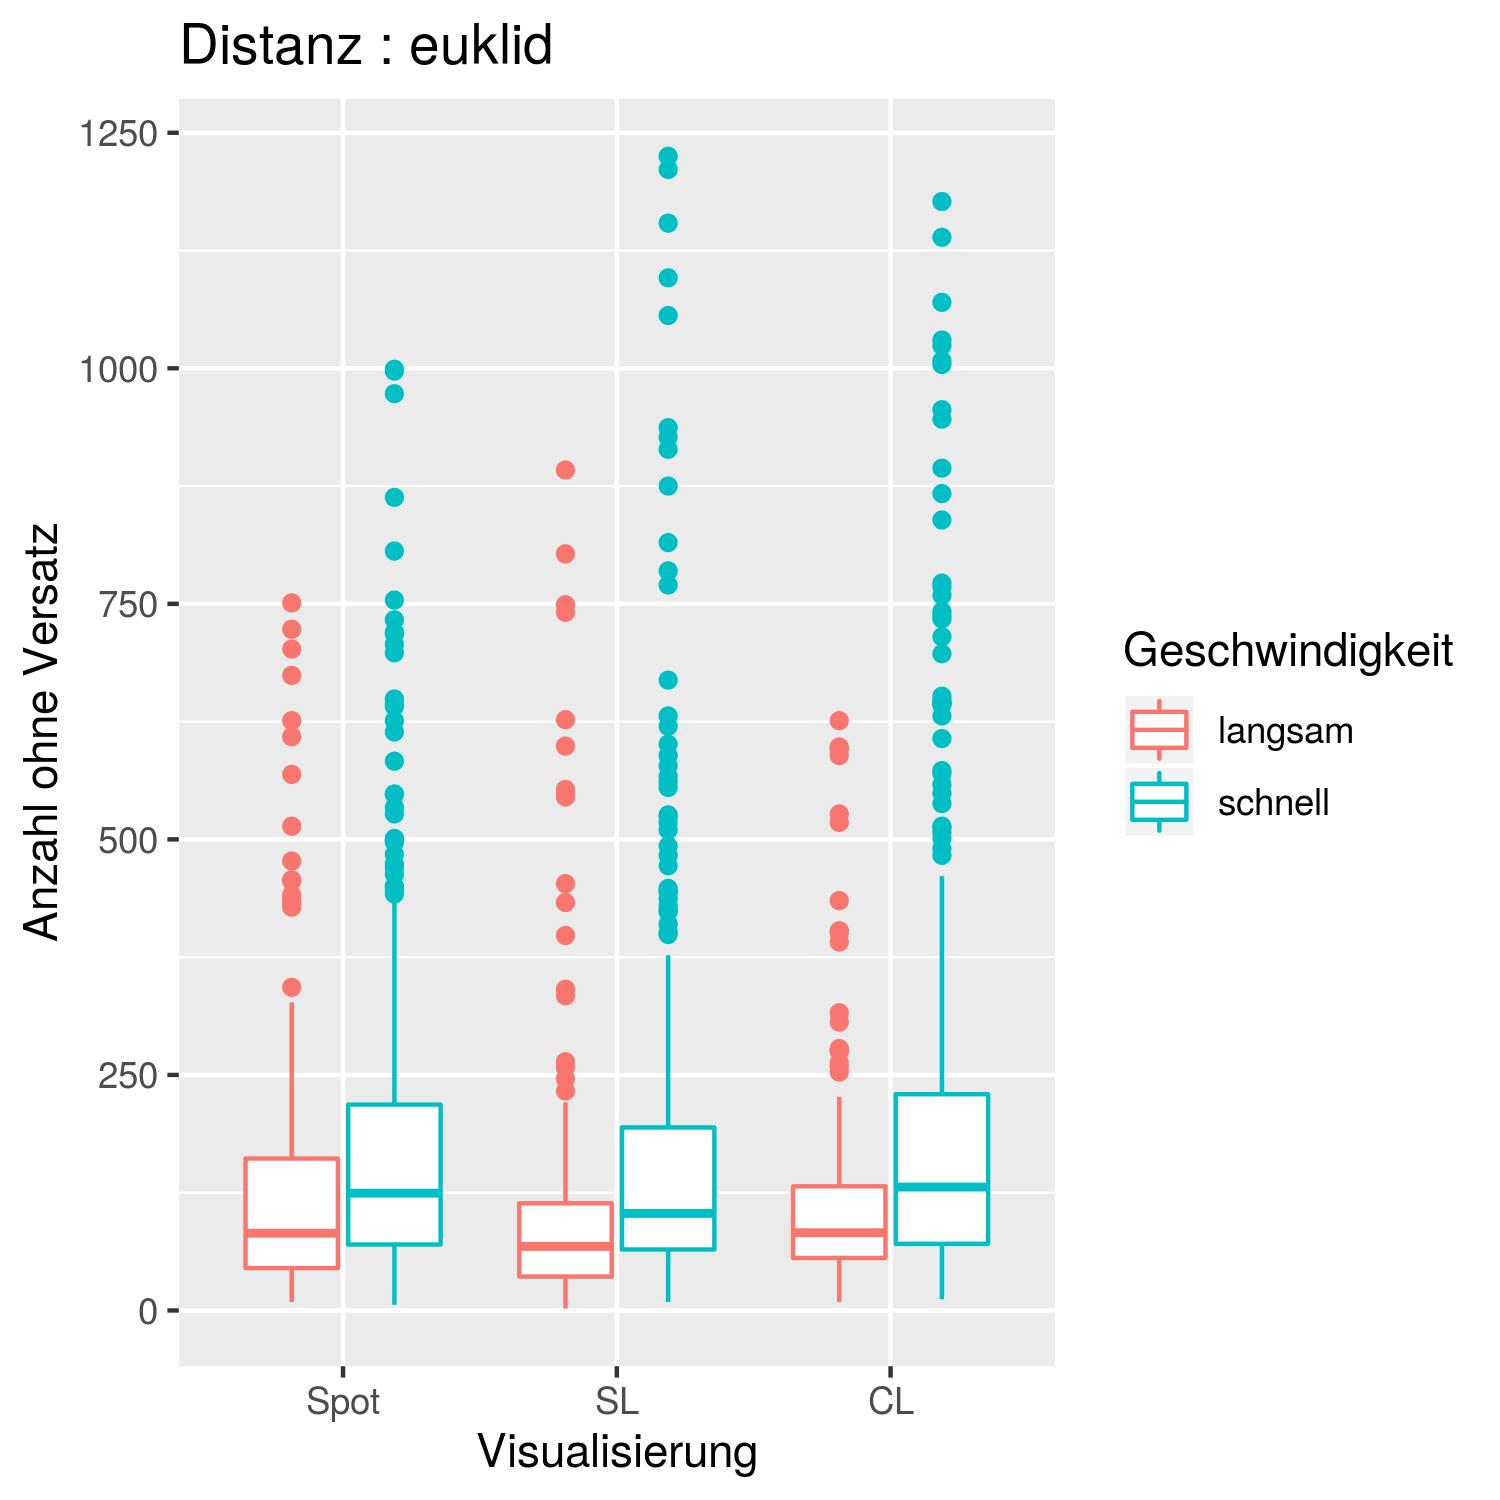 Distanz : euklid
1250
1000
750
500
250
0
Anzahl ohne Versatz
Spot SL CL
Visualisierung
Geschwindigkeit
langsam
schnell